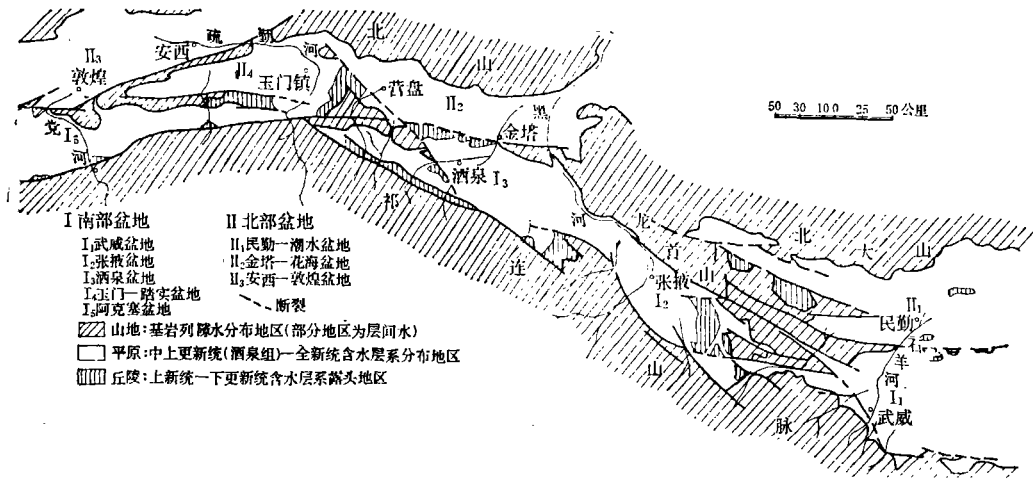 北
山
疏
勒
河
安西
II₃
敦煌
II₄
玉门镇
营盘
II₂
黑
金塔
50 30 10 0 25 50 公里
党
I₅
河
酒泉 I₃
祁
河
龙
首
山
北
大
山
连
张掖
I₂
II₁
民勤
石
羊
河
I₁
武威
山
脉
I 南部盆地
I₁武威盆地
I₂张掖盆地
I₃酒泉盆地
I₄玉门—踏实盆地
I₅阿克塞盆地
II 北部盆地
II₁民勤—潮水盆地
II₂金塔—花海盆地
II₃安西—敦煌盆地
断裂
山地:基岩裂隙水分布地区(部分地区为层间水)
平原:中上更新统(酒泉组)—全新统含水层系分布地区
丘陵:上新统—下更新统含水层系露头地区